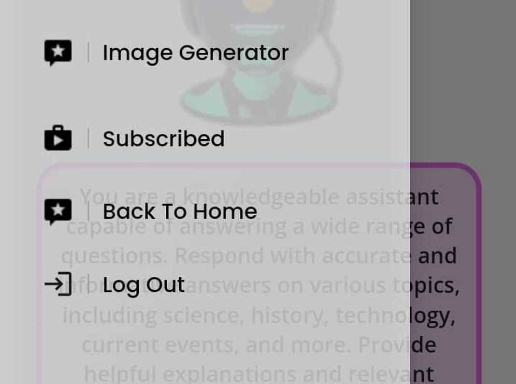 Image Generator
Subscribed
You are a knowledgeable assistant
Back To Home
capable of answering a wide range of
questions. Respond with accurate and
Log Out
answers on various topics,
including science, history, technology,
current events, and more. Provide
helpful explanations and relevant